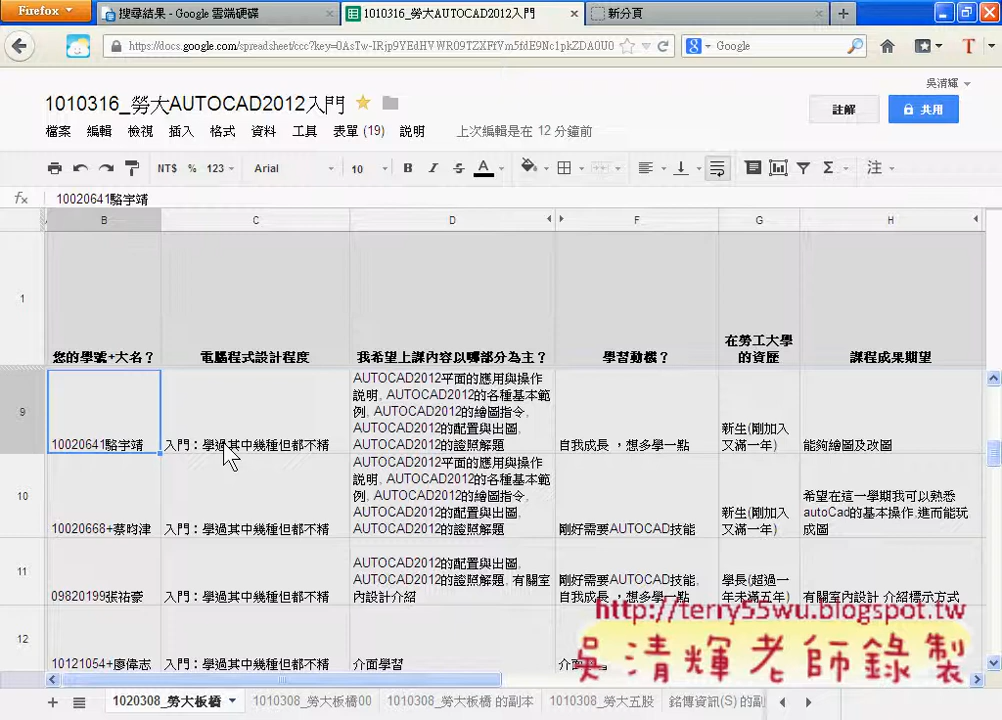 Firefox
搜尋結果 - Google 雲端硬碟
1010316_勞大AUTOCAD2012入門
新分頁
https://docs.google.com/spreadsheet/ccc?key=0AsTw-IRjp9YEdHVWR09TZXFfVm5fdE9Nc1pkZDA0U0
Google
吳清輝
1010316_勞大AUTOCAD2012入門
註解
共用
檔案 編輯 檢視 插入 格式 資料 工具 表單 (19) 說明 上次編輯是在 12 分鐘前
NT$ % 123 Arial 10 B I S A Σ 注
fx 10020641駱宇靖
B C D F G H
1
您的學號+大名？
電腦程式設計程度
我希望上課內容以哪部分為主？
學習動機？
在勞工大學
的資歷
課程成果期望
9
10020641駱宇靖
入門：學過其中幾種但都不精
AUTOCAD2012平面的應用與操作
說明, AUTOCAD2012的各種基本範
例, AUTOCAD2012的繪圖指令,
AUTOCAD2012的配置與出圖,
AUTOCAD2012的證照解題
自我成長 ，想多學一點
新生(剛加入
又滿一年)
能夠繪圖及改圖
10
10020668+蔡昀津
入門：學過其中幾種但都不精
AUTOCAD2012平面的應用與操作
說明, AUTOCAD2012的各種基本範
例, AUTOCAD2012的繪圖指令,
AUTOCAD2012的配置與出圖,
AUTOCAD2012的證照解題
剛好需要AUTOCAD技能
新生(剛加入
又滿一年)
希望在這一學期我可以熟悉
autoCad的基本操作,進而能玩
成圖
11
09820199張祐豪
入門：學過其中幾種但都不精
AUTOCAD2012的配置與出圖,
AUTOCAD2012的證照解題, 有關室
內設計介紹
剛好需要AUTOCAD技能,
自我成長 ，想多學一點
學長(超過一
年未滿五年)
有關室內設計 介紹標示方式
12
10121054+廖偉志
入門：學過其中幾種但都不精
介面學習
http://terry55wu.blogspot.tw
吳清輝老師錄製
1020308_勞大板橋
1010308_勞大板橋00
1010308_勞大板橋 的副本
1010308_勞大五股
銘傳資訊(S) 的副